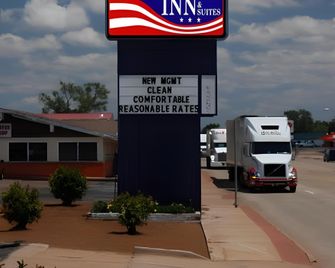 INN & SUITES
NEW MGMT
CLEAN
COMFORTABLE
REASONABLE RATES